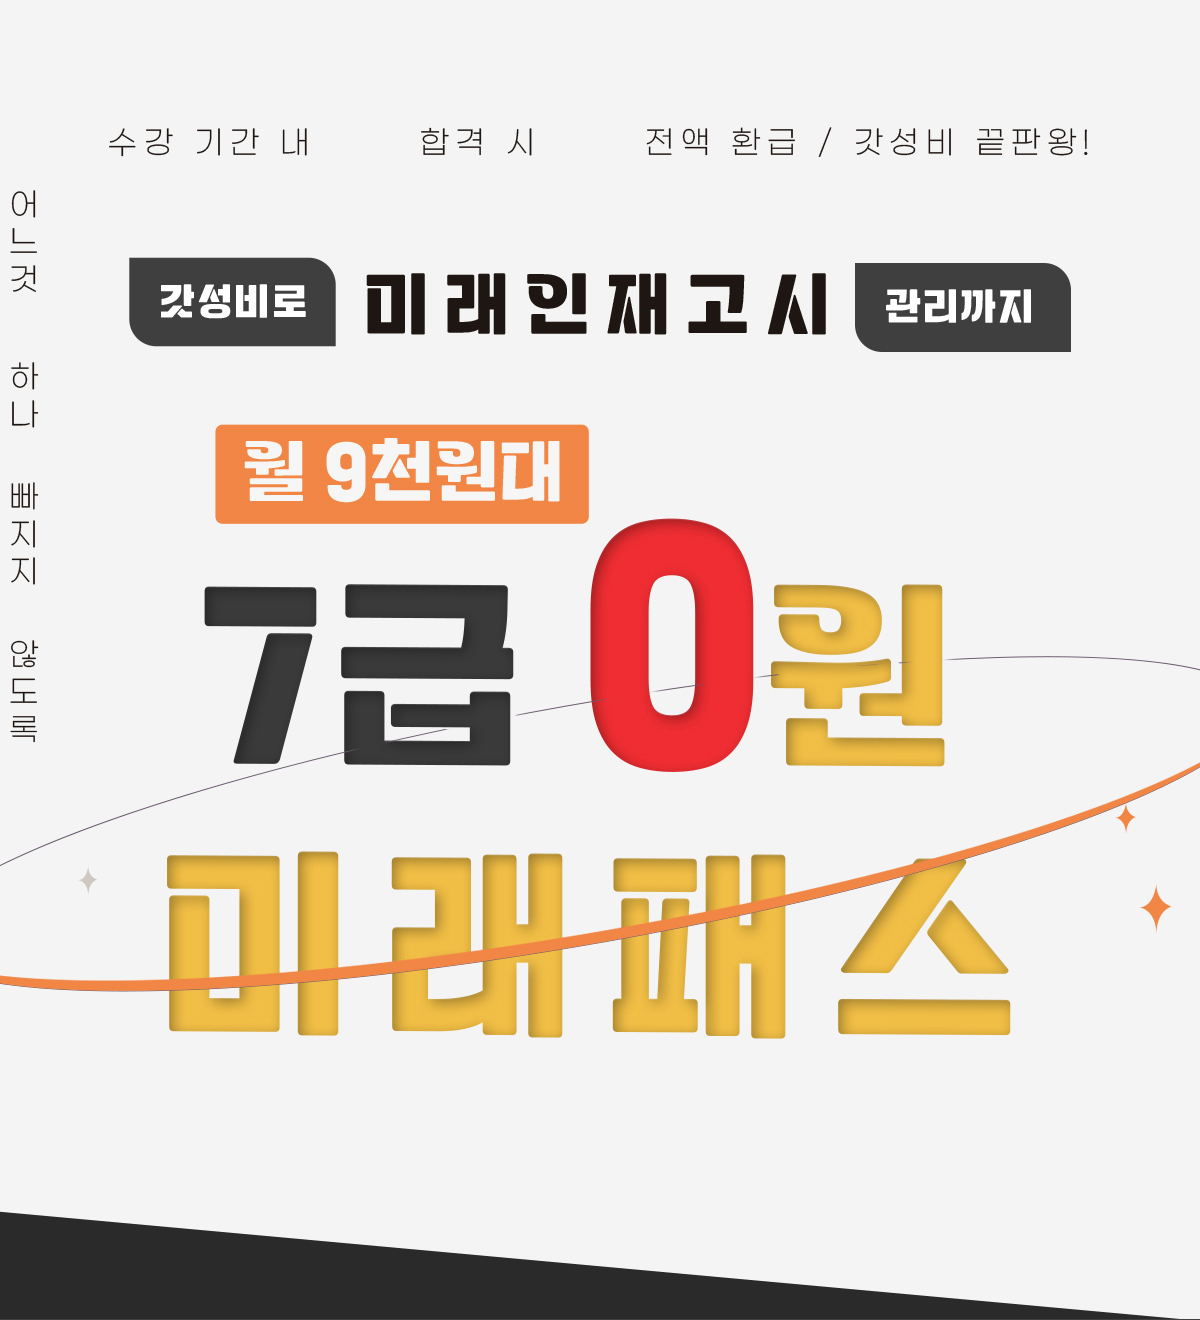 수강 기간 내 합격 시 전액 환급 / 갓성비 끝판왕!
어느것 하나 빠지지 않도록
갓성비로 미래인재고시 관리까지
월 9천원대
7급 0원
미래패스